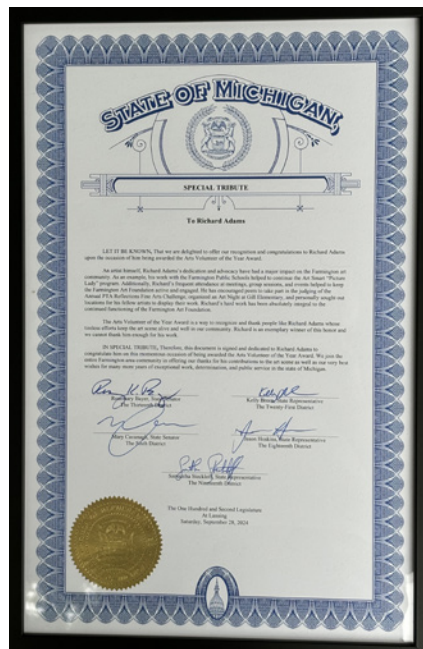 STATE OF MICHIGAN
SPECIAL TRIBUTE
To Richard Adams
LET IT BE KNOWN, That we are delighted to offer our recognition and congratulations to Richard Adams
upon the occasion of him being awarded the Arts Volunteer of the Year Award.
An artist himself, Richard Adams's dedication and advocacy have had a major impact on the Farmington art
community. As an example, his work with the Farmington Public Schools helped to continue the Art Smart "Picture
Lady" program. Additionally, Richard's frequent attendance at meetings, group sessions, and events helped to keep
the Farmington Art Foundation active and engaged. He has encouraged peers to take part in the judging of the
Annual PTA Reflections Fine Arts Challenge, organized an Art Night at Gill Elementary, and personally sought out
locations for his fellow artists to display their work. Richard's hard work has been absolutely integral to the
continued functioning of the Farmington Art Foundation.
The Arts Volunteer of the Year Award is a way to recognize and thank people like Richard Adams whose
tireless efforts keep the art scene alive and well in our community. Richard is an exemplary winner of this honor and
we cannot thank him enough for his work.
IN SPECIAL TRIBUTE, Therefore, this document is signed and dedicated to Richard Adams to
congratulate him on this momentous occasion of being awarded the Arts Volunteer of the Year. We join the
entire Farmington area community in offering our thanks for his contributions to the art scene as well as our very best
wishes for many more years of exceptional work, determination, and public service in the state of Michigan.
Rosemary Bayer, State Senator
The Thirteenth District
Kelly Breen, State Representative
The Twenty-First District
Mary Cavanagh, State Senator
The Sixth District
Jason Hoskins, State Representative
The Eighteenth District
Samantha Steckloff, State Representative
The Nineteenth District
The One Hundred and Second Legislature
At Lansing
Saturday, September 28, 2024